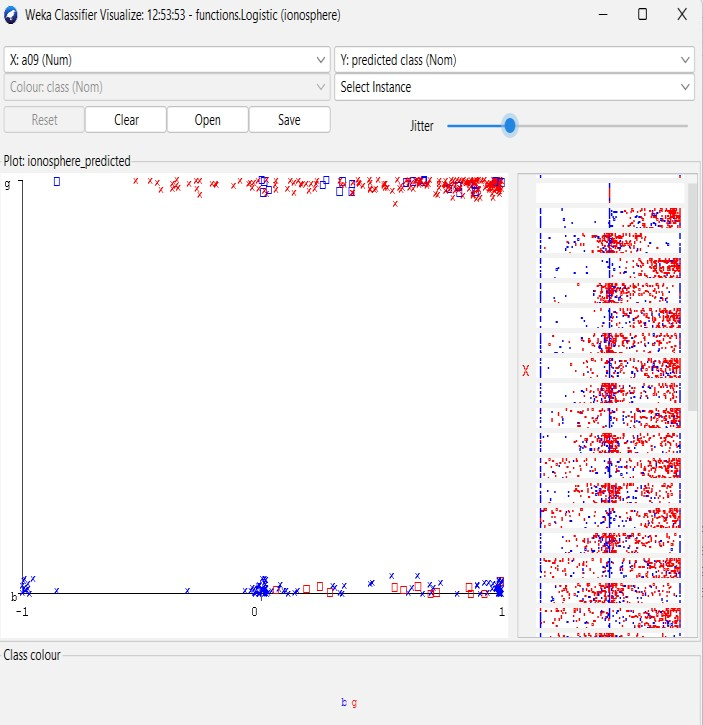 Weka Classifier Visualize: 12:53:53 - functions.Logistic (ionosphere)
X: a09 (Num) Y: predicted class (Nom)
Colour: class (Nom) Select Instance
Reset Clear Open Save Jitter
Plot: ionosphere_predicted
g
X
b
-1 0 1
Class colour
b g